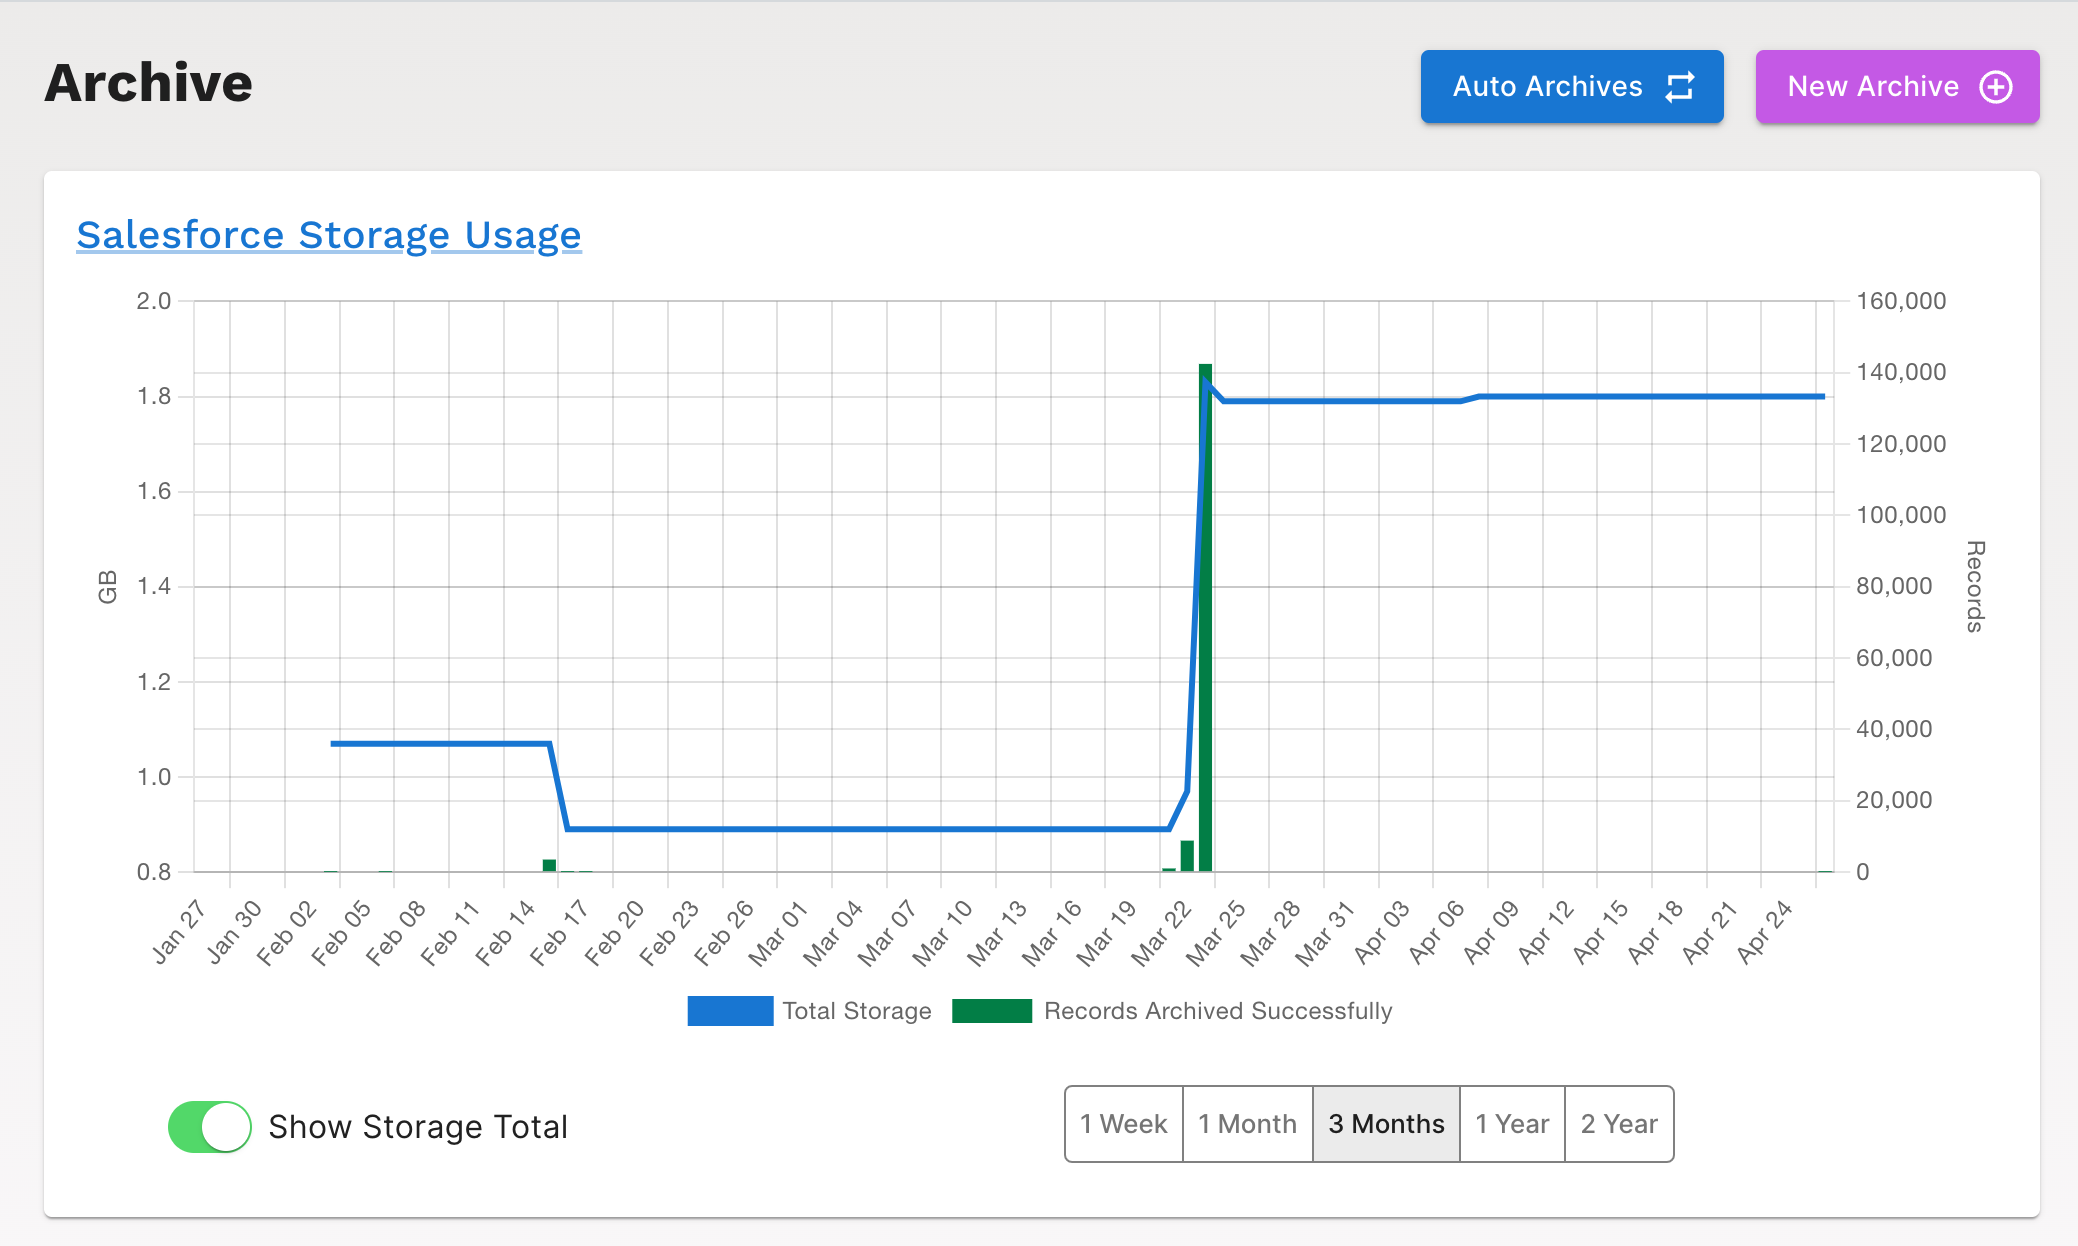 Archive
Auto Archives
New Archive
Salesforce Storage Usage
2.0
1.8
1.6
1.4
1.2
1.0
0.8
GB
160,000
140,000
120,000
100,000
80,000
60,000
40,000
20,000
0
Records
Jan 27
Jan 30
Feb 02
Feb 05
Feb 08
Feb 11
Feb 14
Feb 17
Feb 20
Feb 23
Feb 26
Mar 01
Mar 04
Mar 07
Mar 10
Mar 13
Mar 16
Mar 19
Mar 22
Mar 25
Mar 28
Mar 31
Apr 03
Apr 06
Apr 09
Apr 12
Apr 15
Apr 18
Apr 21
Apr 24
Total Storage
Records Archived Successfully
Show Storage Total
1 Week
1 Month
3 Months
1 Year
2 Year